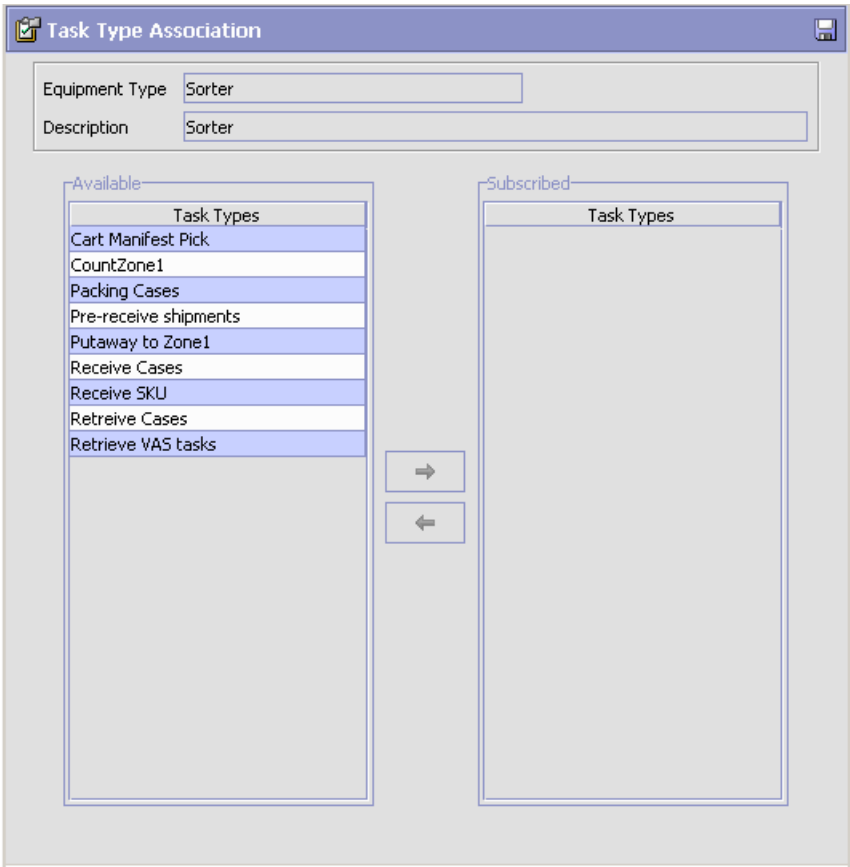 Task Type Association
Equipment Type Sorter
Description Sorter
Available
Task Types
Cart Manifest Pick
CountZone1
Packing Cases
Pre-receive shipments
Putaway to Zone1
Receive Cases
Receive SKU
Retreive Cases
Retrieve VAS tasks
Subscribed
Task Types